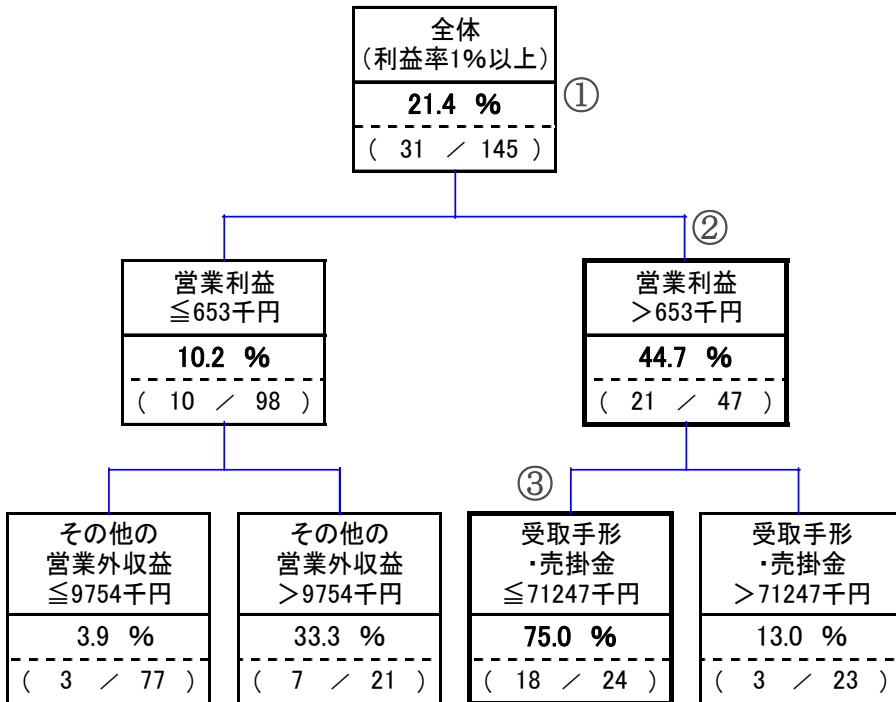 全体
（利益率1%以上）
21.4 %
（ 31 ／ 145 ）
①
②
営業利益
≦653千円
10.2 %
（ 10 ／ 98 ）
営業利益
＞653千円
44.7 %
（ 21 ／ 47 ）
③
その他の
営業外収益
≦9754千円
3.9 %
（ 3 ／ 77 ）
その他の
営業外収益
＞9754千円
33.3 %
（ 7 ／ 21 ）
受取手形
・売掛金
≦71247千円
75.0 %
（ 18 ／ 24 ）
受取手形
・売掛金
＞71247千円
13.0 %
（ 3 ／ 23 ）